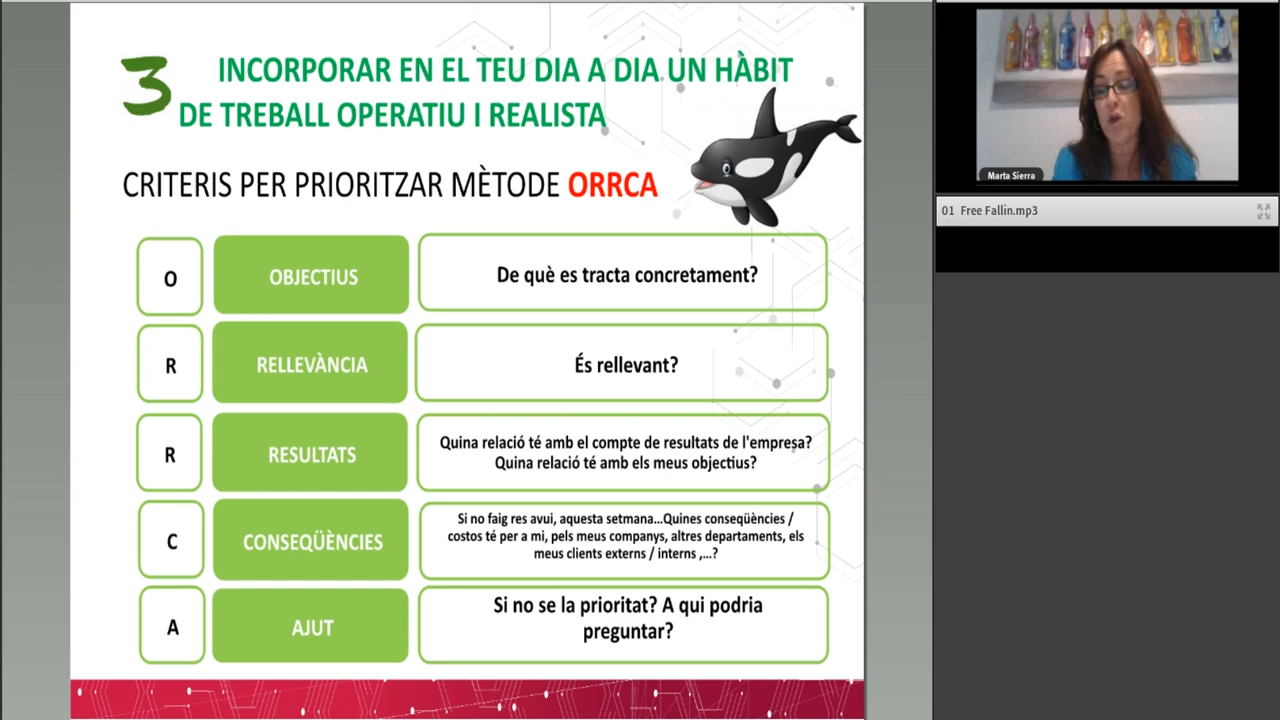 3 INCORPORAR EN EL TEU DIA A DIA UN HÀBIT
DE TREBALL OPERATIU I REALISTA
CRITERIS PER PRIORITZAR MÈTODE ORRCA
O
OBJECTIUS
De què es tracta concretament?
R
RELLEVÀNCIA
És rellevant?
R
RESULTATS
Quina relació té amb el compte de resultats de l'empresa?
Quina relació té amb els meus objectius?
C
CONSEQÜÈNCIES
Si no faig res avui, aquesta setmana...Quines conseqüències /
costos té per a mi, pels meus companys, altres departaments, els
meus clients externs / interns ,...?
A
AJUT
Si no se la prioritat? A qui podria
preguntar?
Marta Sierra
01 Free Fallin.mp3